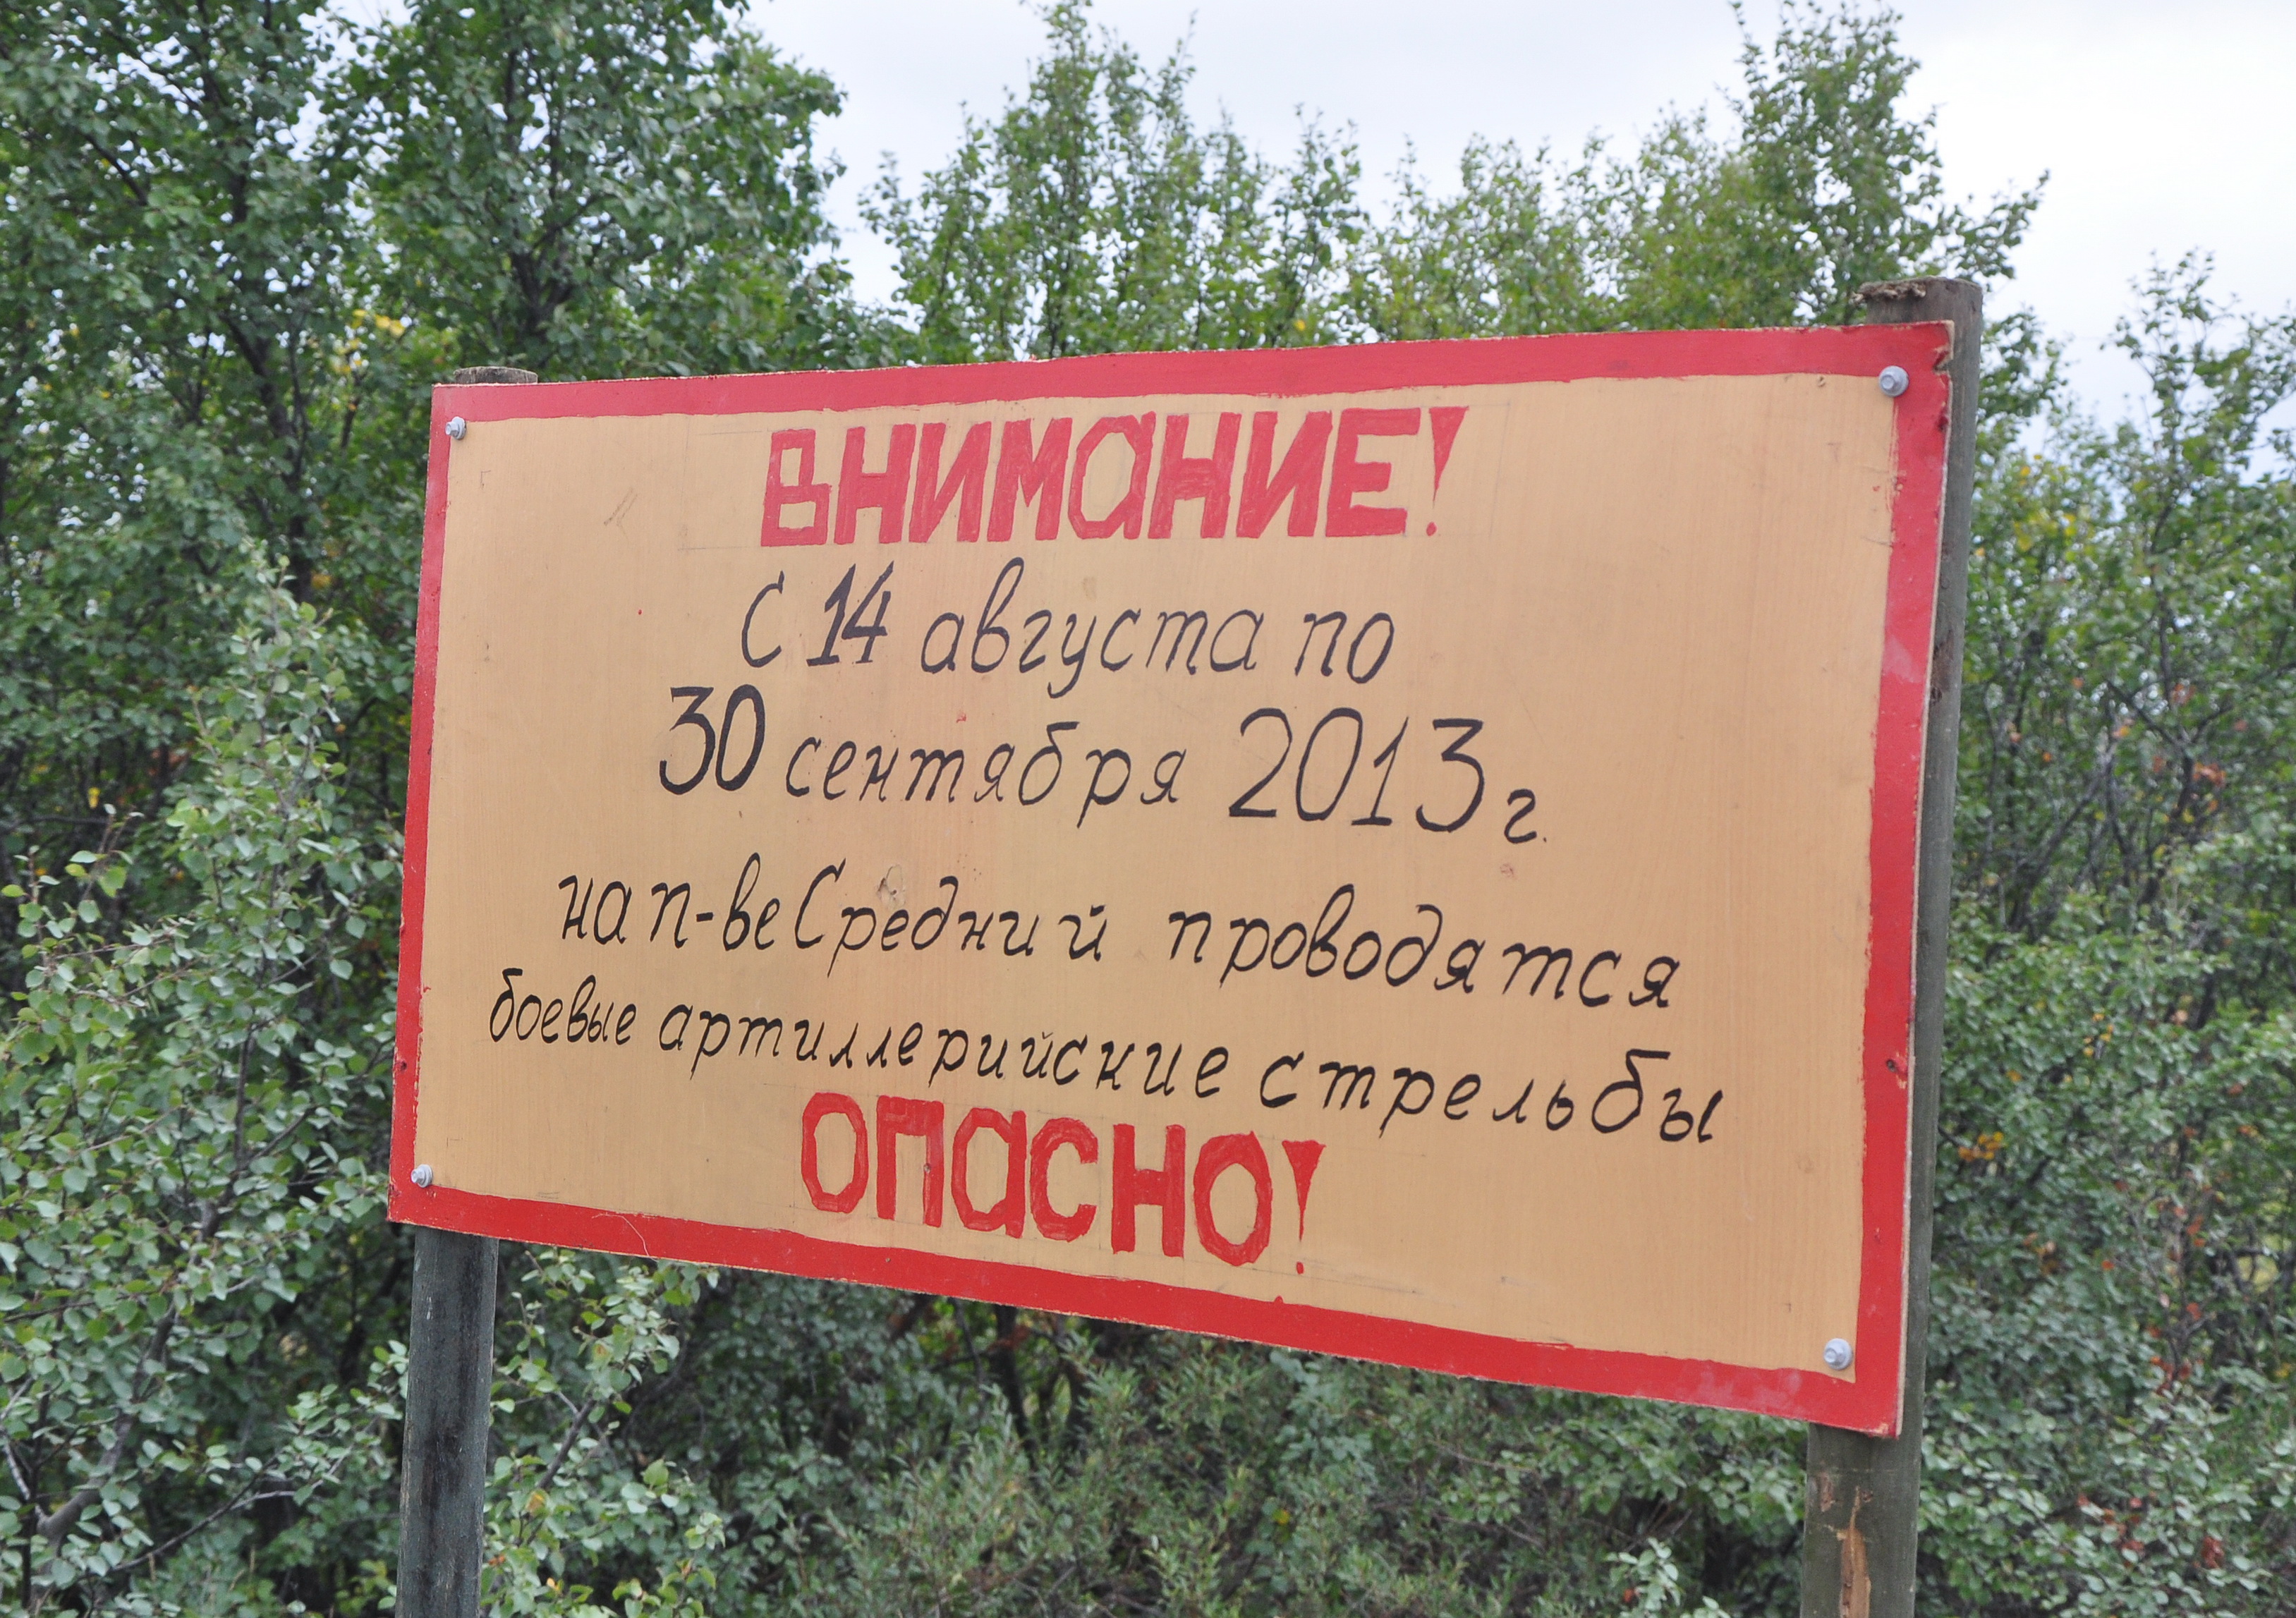 ВНИМАНИЕ!
С 14 августа по
30 сентября 2013 г.
на п-ве Средний проводятся
боевые артиллерийские стрельбы
ОПАСНО!